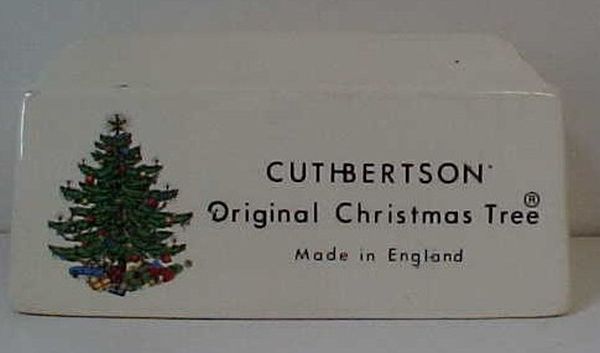 CUTHBERTSON
Original Christmas Tree®
Made in England